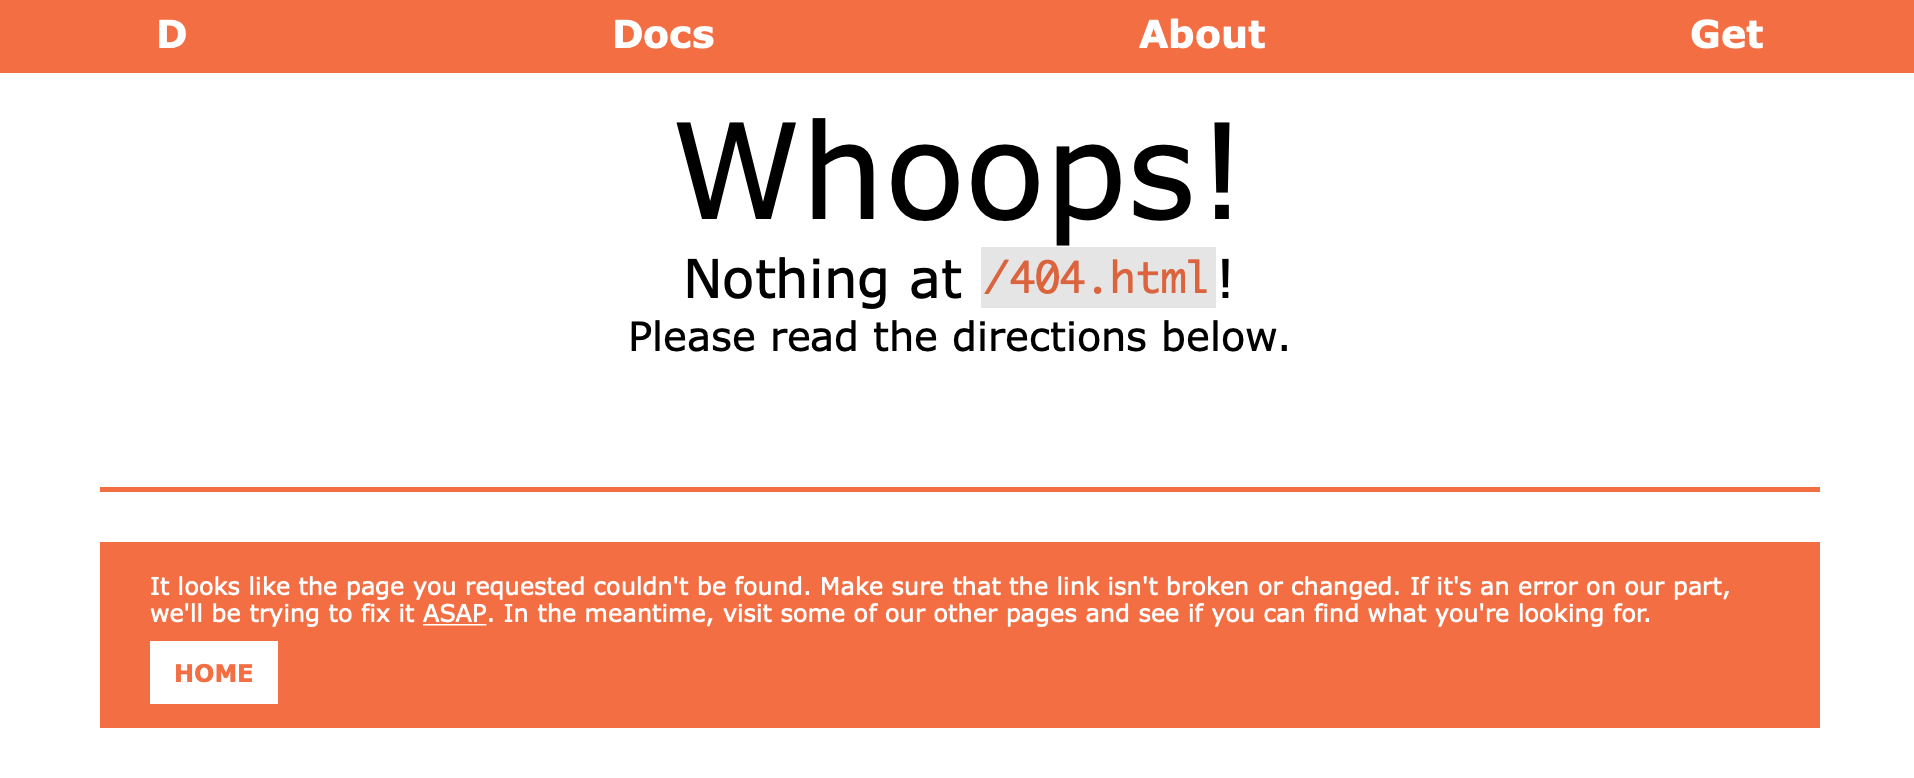 D Docs About Get
Whoops!
Nothing at /404.html!
Please read the directions below.
It looks like the page you requested couldn't be found. Make sure that the link isn't broken or changed. If it's an error on our part,
we'll be trying to fix it ASAP. In the meantime, visit some of our other pages and see if you can find what you're looking for.
HOME